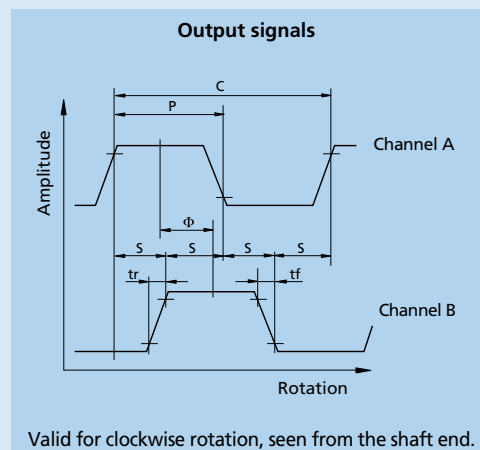 Output signals
C
P
Amplitude
Channel A
Φ
S S S S
tr tf
Channel B
Rotation
Valid for clockwise rotation, seen from the shaft end.